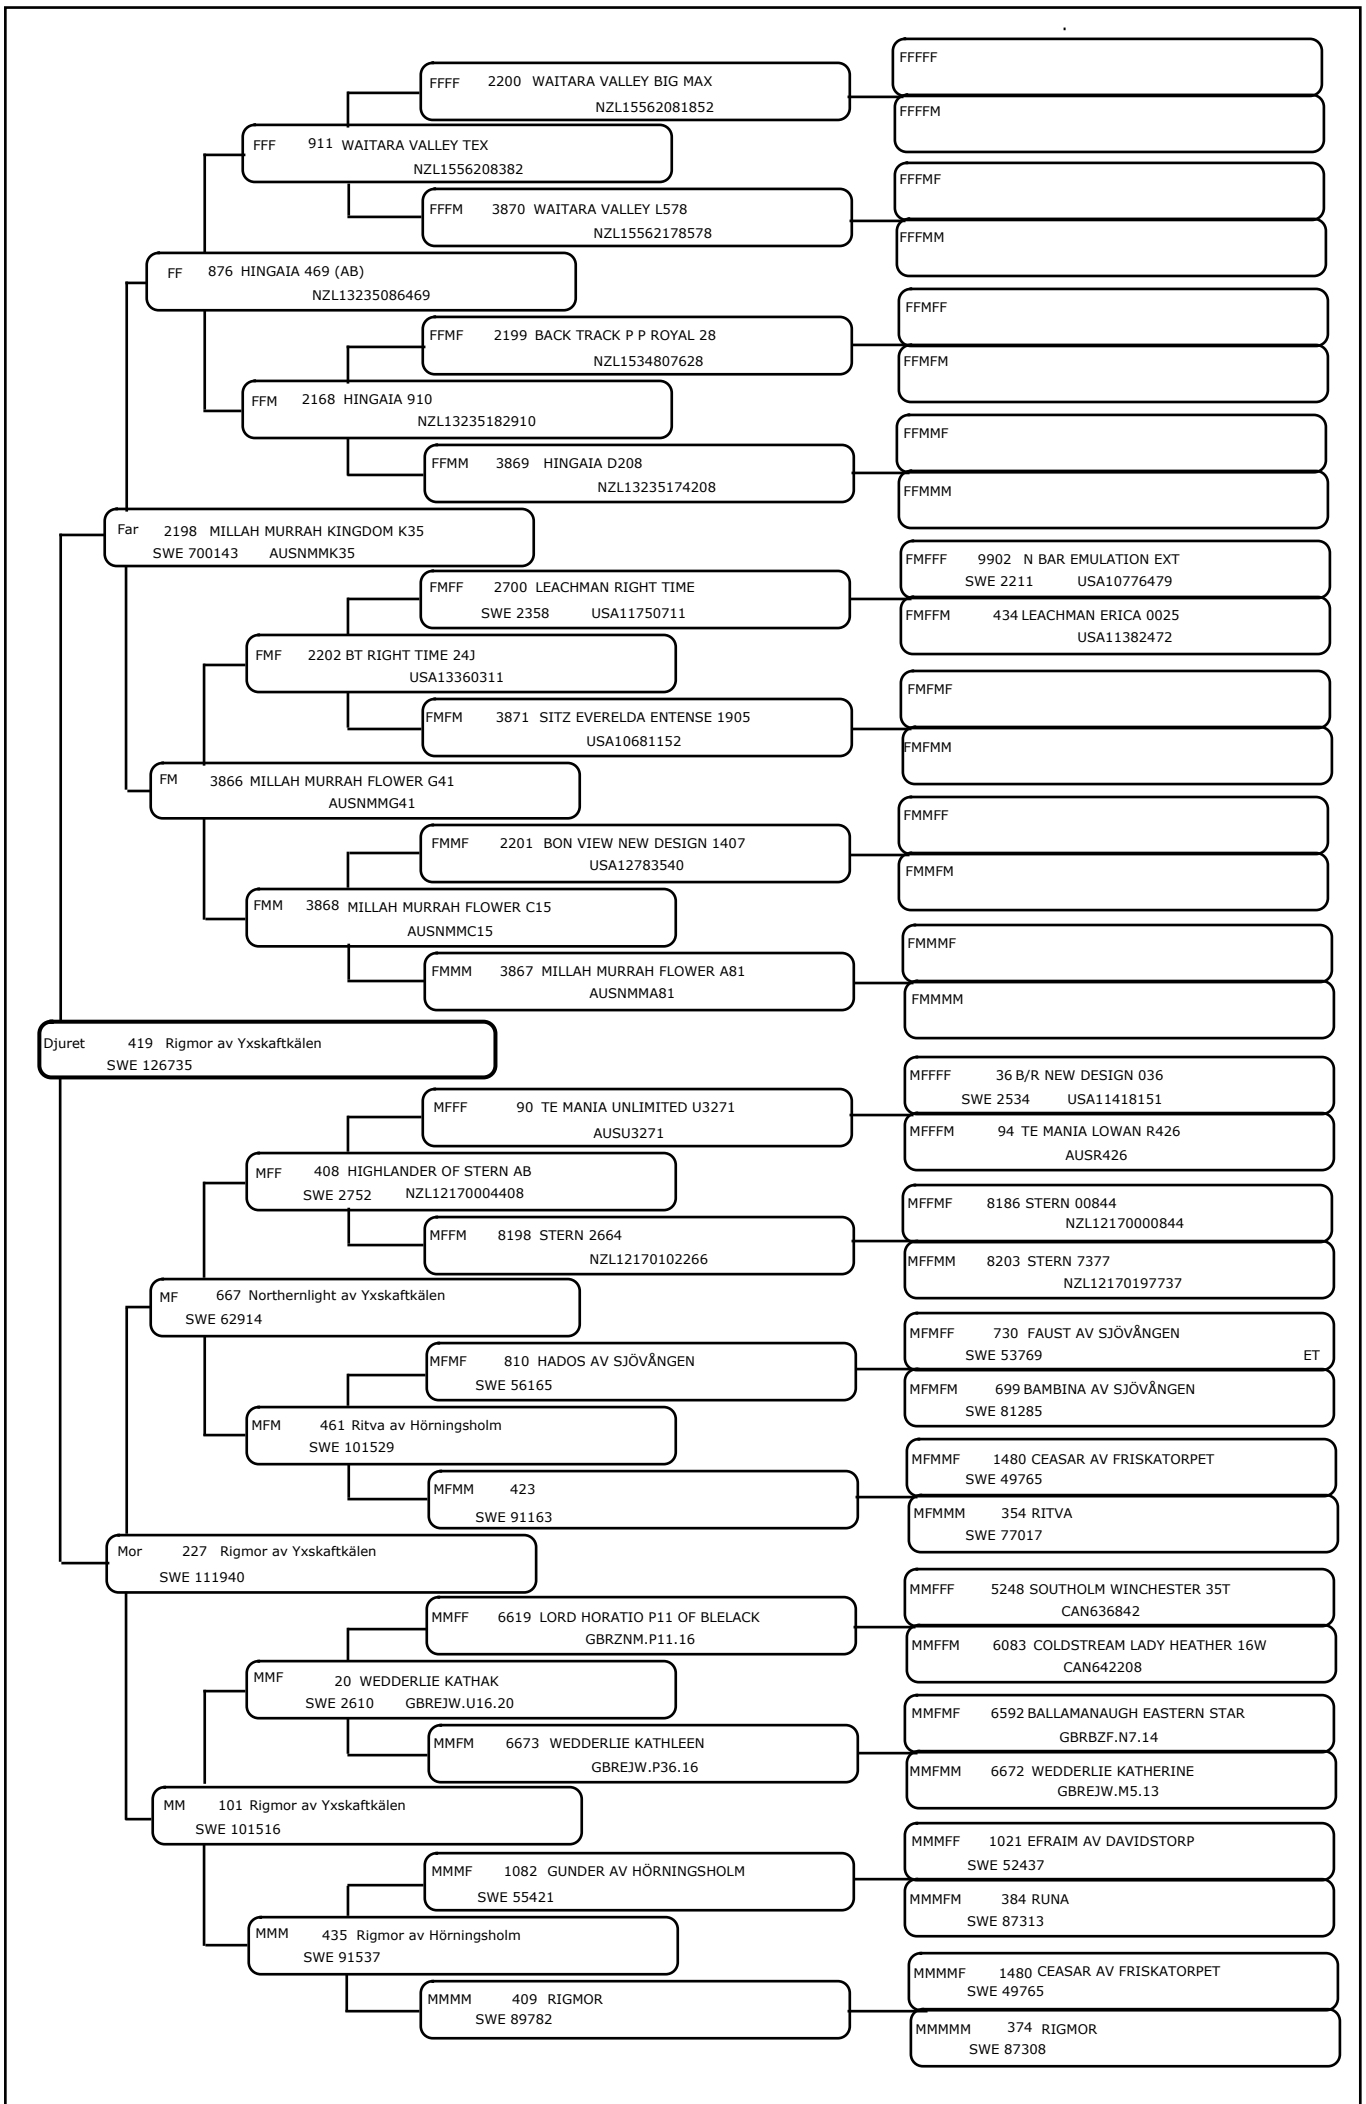 FFFFF
FFFF 2200 WAITARA VALLEY BIG MAX
NZL15562081852
FFFFM
FFF 911 WAITARA VALLEY TEX
NZL1556208382
FFFMF
FFFM 3870 WAITARA VALLEY L578
NZL15562178578
FFFMM
FF 876 HINGAIA 469 (AB)
NZL13235086469
FFMFF
FFMF 2199 BACK TRACK P P ROYAL 28
NZL1534807628
FFMFM
FFM 2168 HINGAIA 910
NZL13235182910
FFMMF
FFMM 3869 HINGAIA D208
NZL13235174208
FFMMM
Far 2198 MILLAH MURRAH KINGDOM K35
SWE 700143 AUSNMMK35
FMFFF 9902 N BAR EMULATION EXT
SWE 2211 USA10776479
FMFF 2700 LEACHMAN RIGHT TIME
SWE 2358 USA11750711
FMFFM 434 LEACHMAN ERICA 0025
USA11382472
FMF 2202 BT RIGHT TIME 24J
USA13360311
FMFMF
FMFM 3871 SITZ EVERELDA ENTENSE 1905
USA10681152
FMFMM
FM 3866 MILLAH MURRAH FLOWER G41
AUSNMMG41
FMMFF
FMMF 2201 BON VIEW NEW DESIGN 1407
USA12783540
FMMFM
FMM 3868 MILLAH MURRAH FLOWER C15
AUSNMMC15
FMMMF
FMMM 3867 MILLAH MURRAH FLOWER A81
AUSNMMA81
FMMMM
Djuret 419 Rigmor av Yxskaftkälen
SWE 126735
MFFFF 36 B/R NEW DESIGN 036
SWE 2534 USA11418151
MFFF 90 TE MANIA UNLIMITED U3271
AUSU3271
MFFFM 94 TE MANIA LOWAN R426
AUSR426
MFF 408 HIGHLANDER OF STERN AB
SWE 2752 NZL12170004408
MFFMF 8186 STERN 00844
NZL12170000844
MFFM 8198 STERN 2664
NZL12170102266
MFFMM 8203 STERN 7377
NZL12170197737
MF 667 Northernlight av Yxskaftkälen
SWE 62914
MFMFF 730 FAUST AV SJÖVÅNGEN
SWE 53769 ET
MFMF 810 HADOS AV SJÖVÅNGEN
SWE 56165
MFMFM 699 BAMBINA AV SJÖVÅNGEN
SWE 81285
MFM 461 Ritva av Hörningsholm
SWE 101529
MFMMF 1480 CEASAR AV FRISKATORPET
SWE 49765
MFMM 423
SWE 91163
MFMMM 354 RITVA
SWE 77017
Mor 227 Rigmor av Yxskaftkälen
SWE 111940
MMFFF 5248 SOUTHOLM WINCHESTER 35T
CAN636842
MMFF 6619 LORD HORATIO P11 OF BLELACK
GBRZNM.P11.16
MMFFM 6083 COLDSTREAM LADY HEATHER 16W
CAN642208
MMF 20 WEDDERLIE KATHAK
SWE 2610 GBREJW.U16.20
MMFMF 6592 BALLAMANAUGH EASTERN STAR
GBRBZF.N7.14
MMFM 6673 WEDDERLIE KATHLEEN
GBREJW.P36.16
MMFMM 6672 WEDDERLIE KATHERINE
GBREJW.M5.13
MM 101 Rigmor av Yxskaftkälen
SWE 101516
MMMFF 1021 EFRAIM AV DAVIDSTORP
SWE 52437
MMMF 1082 GUNDER AV HÖRNINGSHOLM
SWE 55421
MMMFM 384 RUNA
SWE 87313
MMM 435 Rigmor av Hörningsholm
SWE 91537
MMMMF 1480 CEASAR AV FRISKATORPET
SWE 49765
MMMM 409 RIGMOR
SWE 89782
MMMMM 374 RIGMOR
SWE 87308